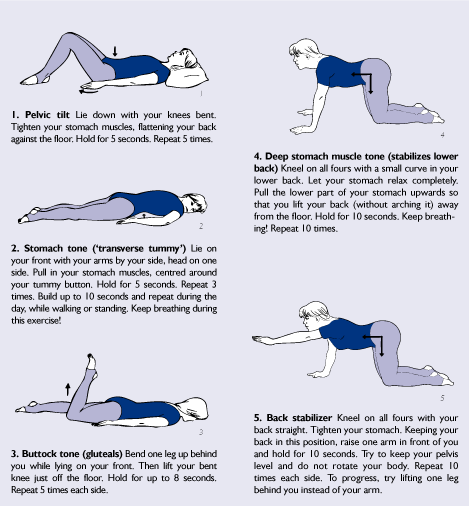 1
1. Pelvic tilt Lie down with your knees bent.
Tighten your stomach muscles, flattening your back
against the floor. Hold for 5 seconds. Repeat 5 times.
2
2. Stomach tone (‘transverse tummy’) Lie on
your front with your arms by your side, head on one
side. Pull in your stomach muscles, centred around
your tummy button. Hold for 5 seconds. Repeat 3
times. Build up to 10 seconds and repeat during the
day, while walking or standing. Keep breathing during
this exercise!
3
3. Buttock tone (gluteals) Bend one leg up behind
you while lying on your front. Then lift your bent
knee just off the floor. Hold for up to 8 seconds.
Repeat 5 times each side.
4
4. Deep stomach muscle tone (stabilizes lower
back) Kneel on all fours with a small curve in your
lower back. Let your stomach relax completely.
Pull the lower part of your stomach upwards so
that you lift your back (without arching it) away
from the floor. Hold for 10 seconds. Keep breath-
ing! Repeat 10 times.
5
5. Back stabilizer Kneel on all fours with your
back straight. Tighten your stomach. Keeping your
back in this position, raise one arm in front of you
and hold for 10 seconds. Try to keep your pelvis
level and do not rotate your body. Repeat 10
times each side. To progress, try lifting one leg
behind you instead of your arm.